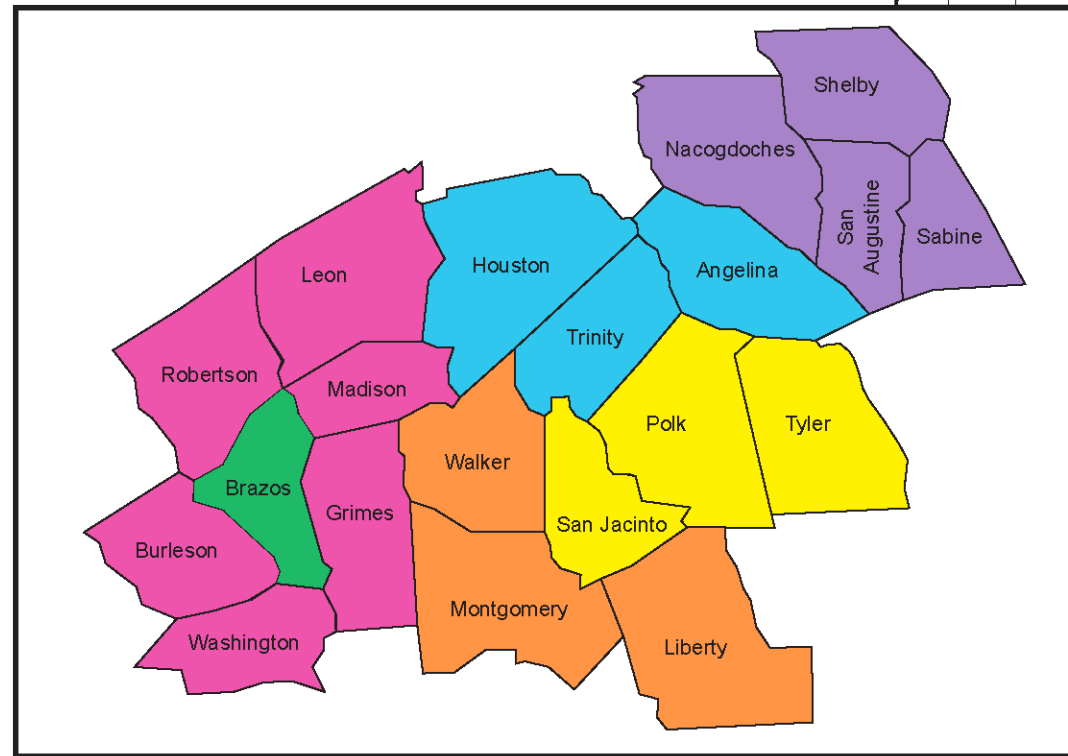 Shelby
Nacogdoches
San
Augustine
Sabine
Leon
Houston
Angelina
Trinity
Robertson
Madison
Polk
Tyler
Walker
Brazos
Grimes
San Jacinto
Burleson
Montgomery
Washington
Liberty